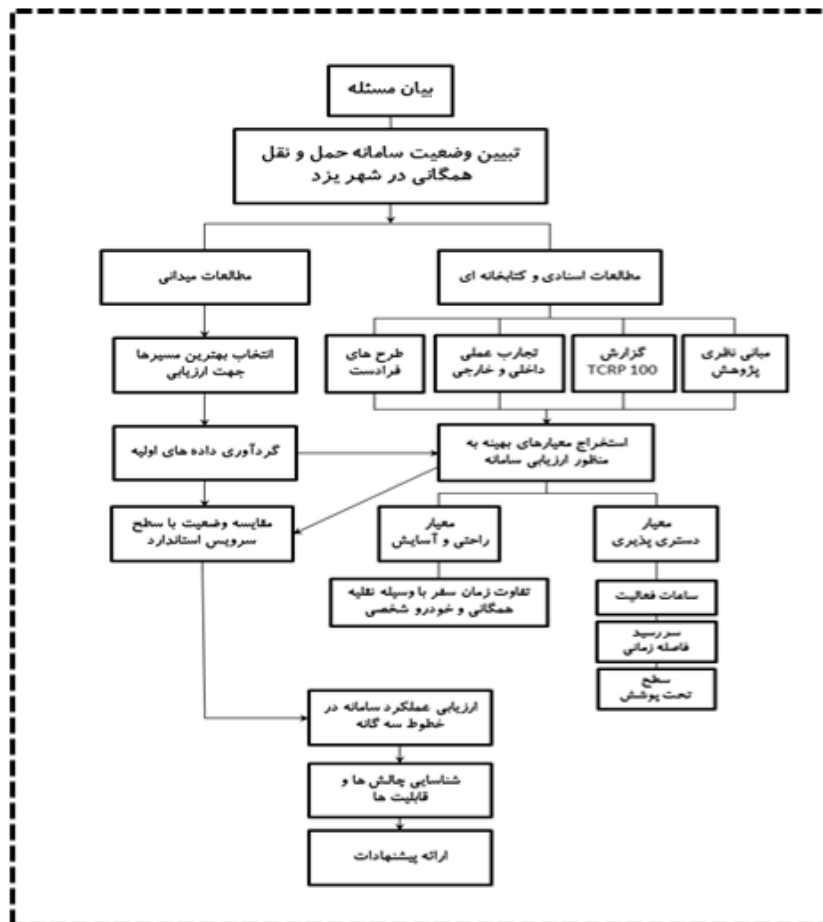 بیان مسئله
تبیین وضعیت سامانه حمل و نقل
همگانی در شهر یزد
مطالعات اسنادی و کتابخانه ای
مطالعات میدانی
مبانی نظری
پژوهش
گزارش
TCRP 100
تجارب عملی
داخلی و خارجی
طرح های
فرادست
انتخاب بهترین مسیرها
جهت ارزیابی
استخراج معیارهای بهینه به
منظور ارزیابی سامانه
گردآوری داده های اولیه
معیار
دستری پذیری
معیار
راحتی و آسایش
مقایسه وضعیت با سطح
سرویس استاندارد
ساعات فعالیت
سررسید
فاصله زمانی
سطح
تحت پوشش
تفاوت زمان سفر با وسیله نقلیه
همگانی و خودرو شخصی
ارزیابی عملکرد سامانه در
خطوط سه گانه
شناسایی چالش ها و
قابلیت ها
ارائه پیشنهادات